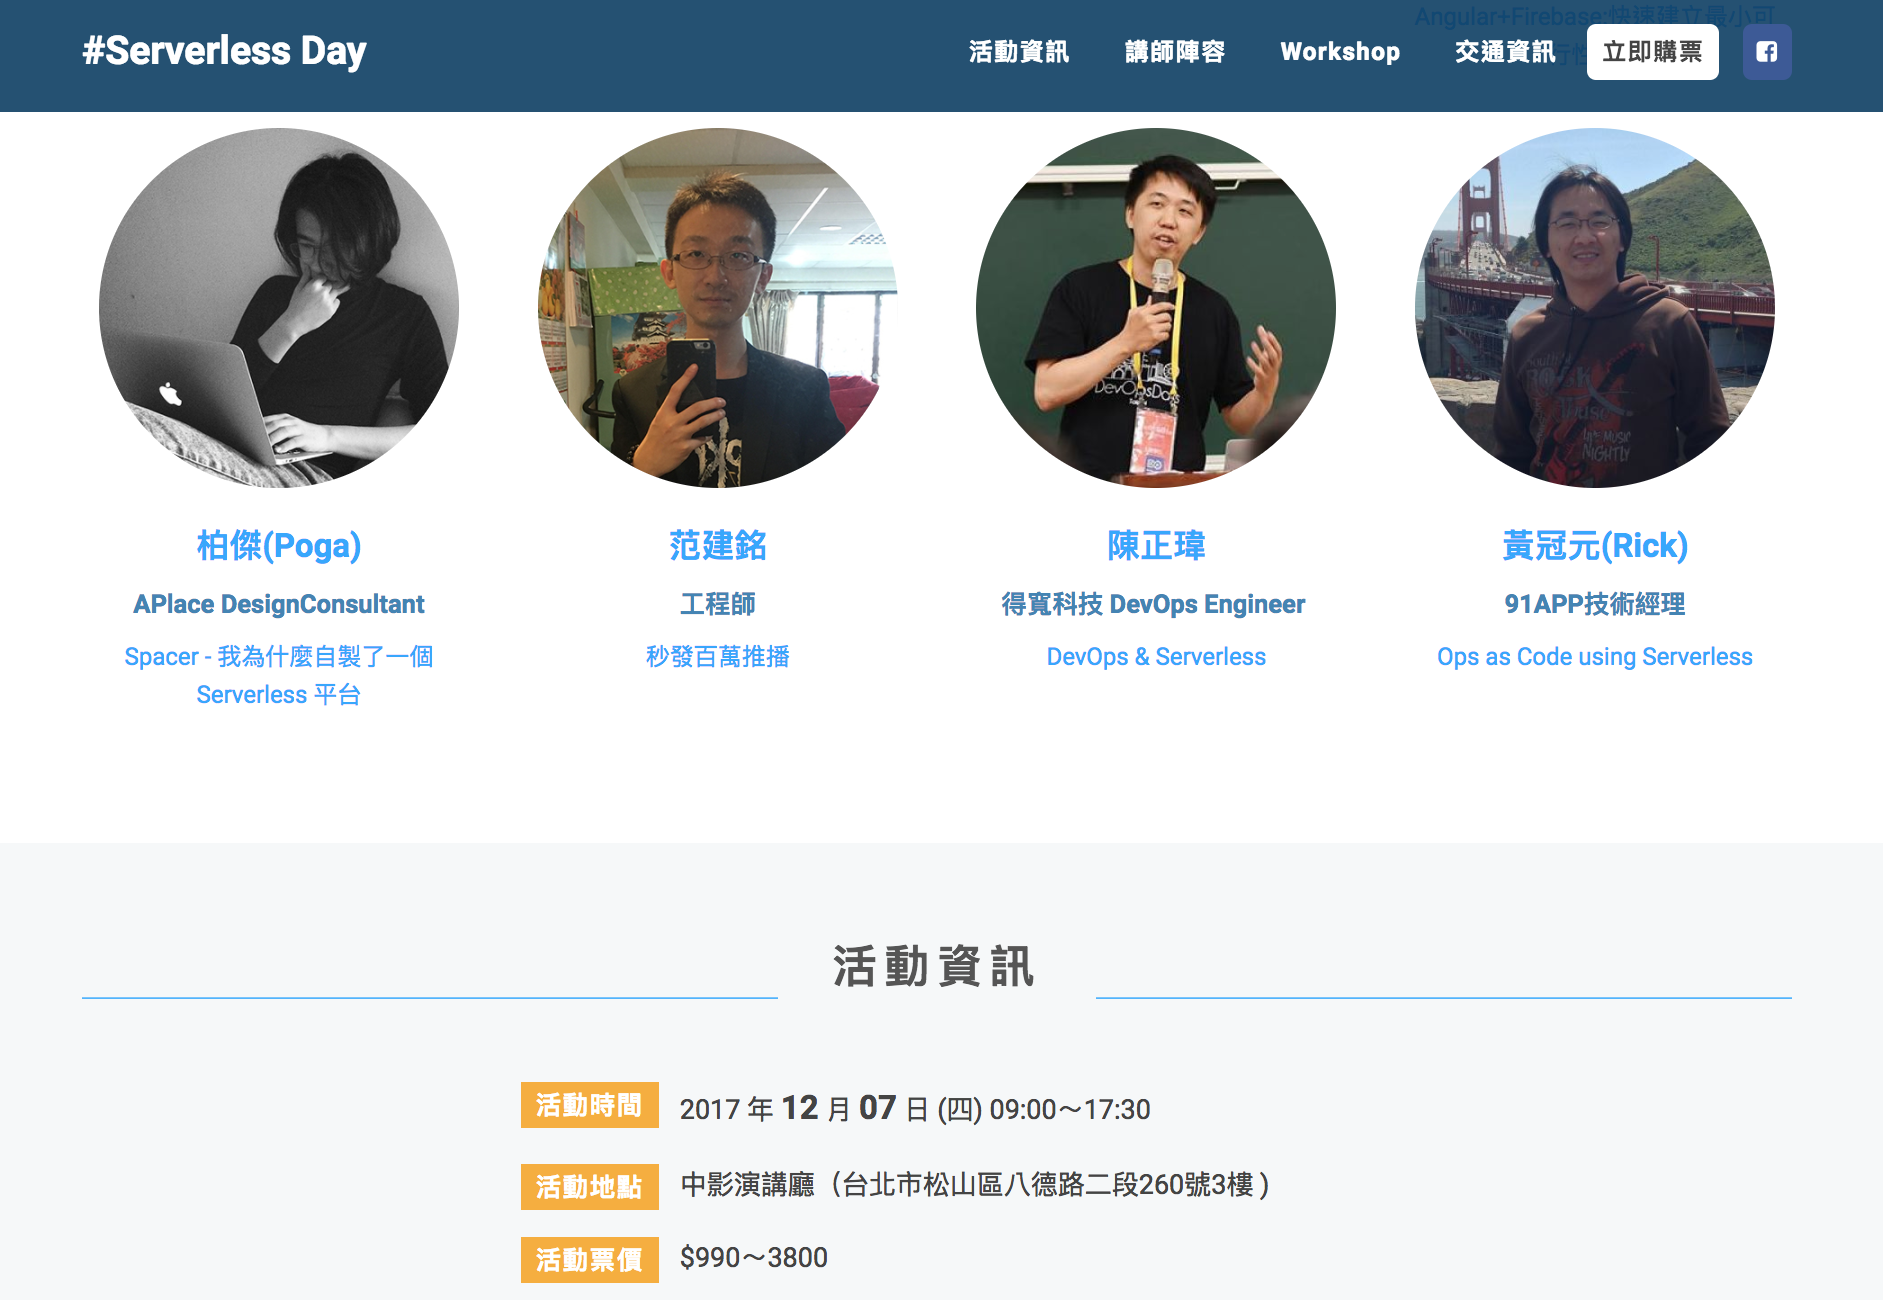 #Serverless Day
活動資訊
講師陣容
Workshop
交通資訊
立即購票
Angular+Firebase:快速建立最小可
行性
DevOpsDays
ROCK
LIVE MUSIC
NIGHTLY
柏傑(Poga)
APlace DesignConsultant
Spacer - 我為什麼自製了一個
Serverless 平台
范建銘
工程師
秒發百萬推播
陳正瑋
得寬科技 DevOps Engineer
DevOps & Serverless
黃冠元(Rick)
91APP技術經理
Ops as Code using Serverless
活動資訊
活動時間
2017 年 12 月 07 日 (四) 09:00～17:30
活動地點
中影演講廳（台北市松山區八德路二段260號3樓 )
活動票價
$990～3800